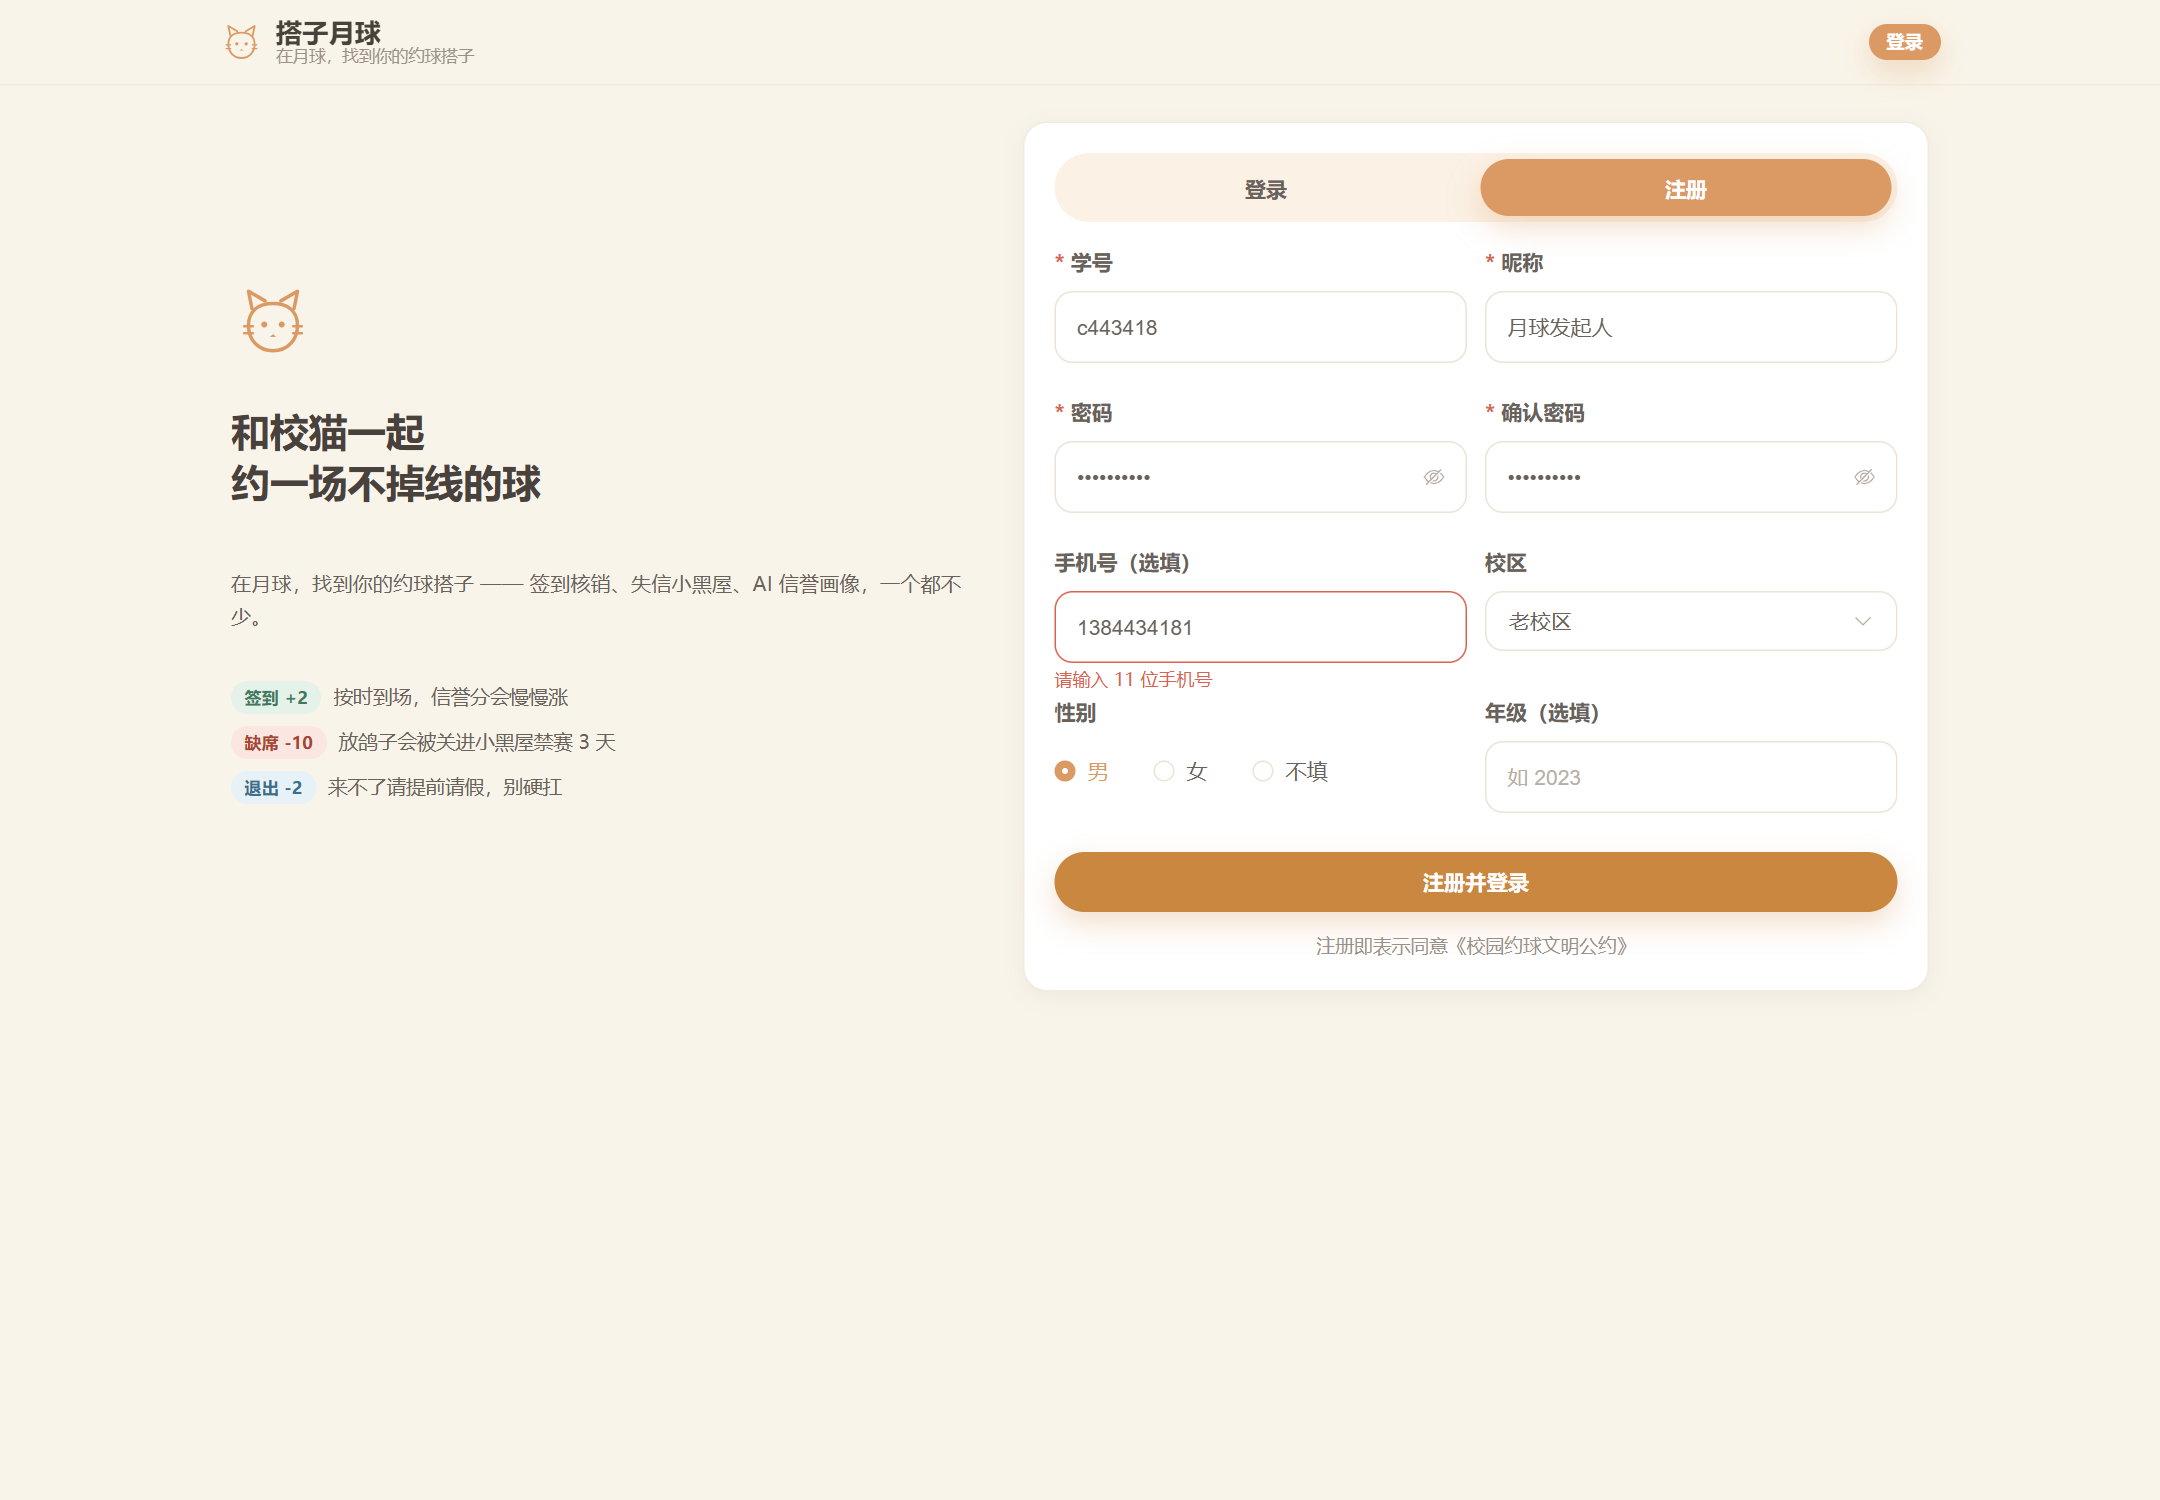 搭子月球
在月球，找到你的约球搭子
登录
和校猫一起
约一场不掉线的球
在月球，找到你的约球搭子 —— 签到核销、失信小黑屋、AI 信誉画像，一个都不
少。
签到 +2 按时到场，信誉分会慢慢涨
缺席 -10 放鸽子会被关进小黑屋禁赛 3 天
退出 -2 来不了请提前请假，别硬扛
登录 注册
* 学号 * 昵称
c443418 月球发起人
* 密码 * 确认密码
•••••••••• ••••••••••
手机号（选填） 校区
1384434181 老校区
请输入 11 位手机号
性别 年级（选填）
男 女 不填 如 2023
注册并登录
注册即表示同意《校园约球文明公约》